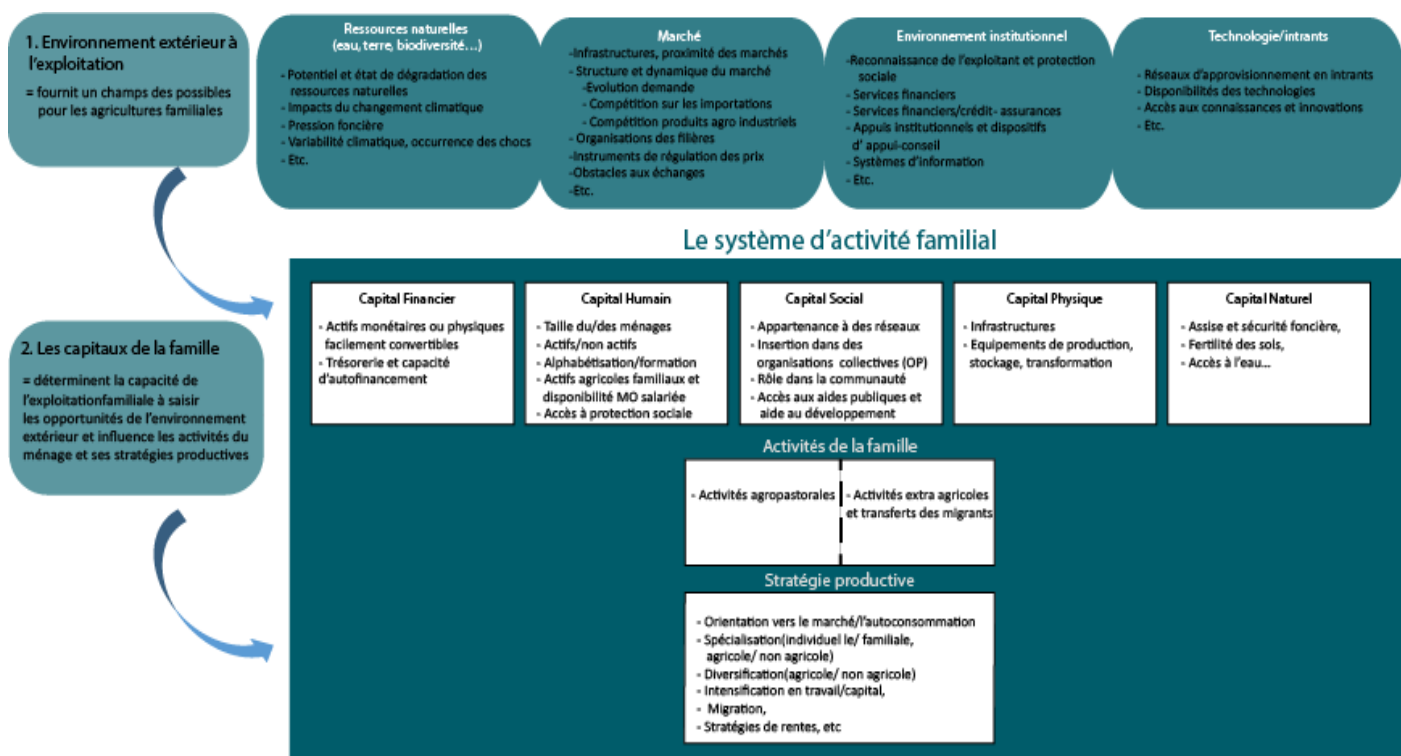 1. Environnement extérieur à
l'exploitation
= fournit un champs des possibles
pour les agricultures familiales
Ressources naturelles
(eau, terre, biodiversité...)
- Potentiel et état de dégradation des
ressources naturelles
- Impacts du changement climatique
- Pression foncière
- Variabilité climatique, occurrence des chocs
- Etc.
Marché
-Infrastructures, proximité des marchés
- Structure et dynamique du marché
-Evolution demande
- Compétition sur les importations
- Compétition produits agro industriels
- Organisations des filières
-Instruments de régulation des prix
-Obstacles aux échanges
-Etc.
Environnement institutionnel
-Reconnaissance de l'exploitant et protection
sociale
- Services financiers
- Services financiers/crédit- assurances
- Appuis institutionnels et dispositifs
d' appui-conseil
- Systèmes d'information
- Etc.
Technologie/intrants
- Réseaux d'approvisionnement en intrants
- Disponibilités des technologies
- Accès aux connaissances et innovations
- Etc.
Le système d'activité familial
2. Les capitaux de la famille
= déterminent la capacité de
l'exploitationfamiliale à saisir
les opportunités de l'environnement
extérieur et influence les activités du
ménage et ses stratégies productives
Capital Financier
- Actifs monétaires ou physiques
facilement convertibles
- Trésorerie et capacité
d'autofinancement
Capital Humain
- Taille du/des ménages
- Actifs/non actifs
- Alphabétisation/formation
- Actifs agricoles familiaux et
disponibilité MO salariée
- Accès à protection sociale
Capital Social
- Appartenance à des réseaux
- Insertion dans des
organisations collectives (OP)
- Rôle dans la communauté
- Accès aux aides publiques et
aide au développement
Capital Physique
- Infrastructures
- Equipements de production,
stockage, transformation
Capital Naturel
- Assise et sécurité foncière,
- Fertilité des sols,
- Accès à l'eau...
Activités de la famille
- Activités agropastorales
- Activités extra agricoles
et transferts des migrants
Stratégie productive
- Orientation vers le marché/l'autoconsommation
- Spécialisation(individuel le/ familiale,
agricole/ non agricole)
- Diversification(agricole/ non agricole)
- Intensification en travail/capital,
- Migration,
- Stratégies de rentes, etc